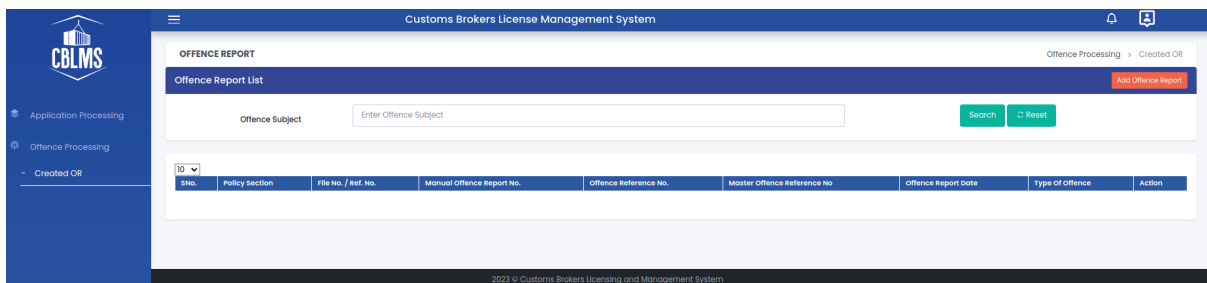 Customs Brokers License Management System
CBLMS
OFFENCE REPORT
Offence Processing > Created OR
Offence Report List
Add Offence Report
Application Processing
Offence Processing
- Created OR
Offence Subject
Enter Offence Subject
Search
Reset
10
SNo. Policy Section File No. / Ref. No. Manual Offence Report No. Offence Reference No. Master Offence Reference No Offence Report Date Type Of Offence Action
2023 © Customs Brokers Licensing and Management System